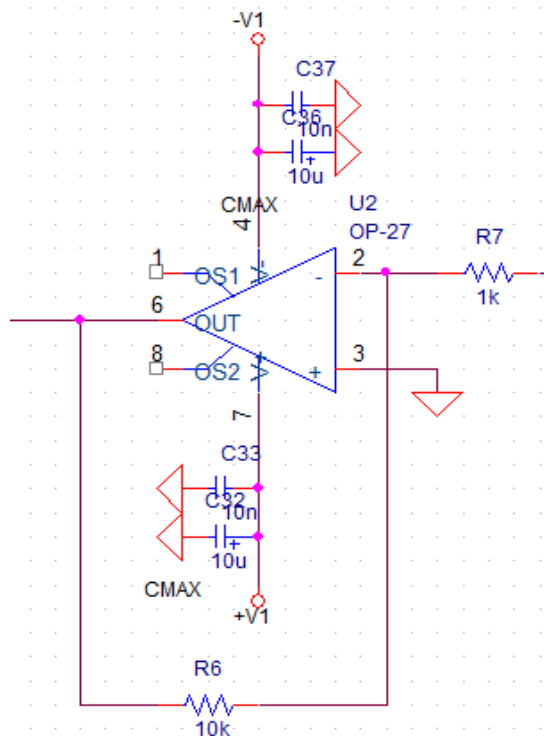 -V1
C37
10n
C36
10u
CMAX
4
U2
OP-27
1
OS1
V-
2
-
R7
1k
6
OUT
8
OS2
V+
3
+
7
C33
10n
C32
10u
CMAX
+V1
R6
10k